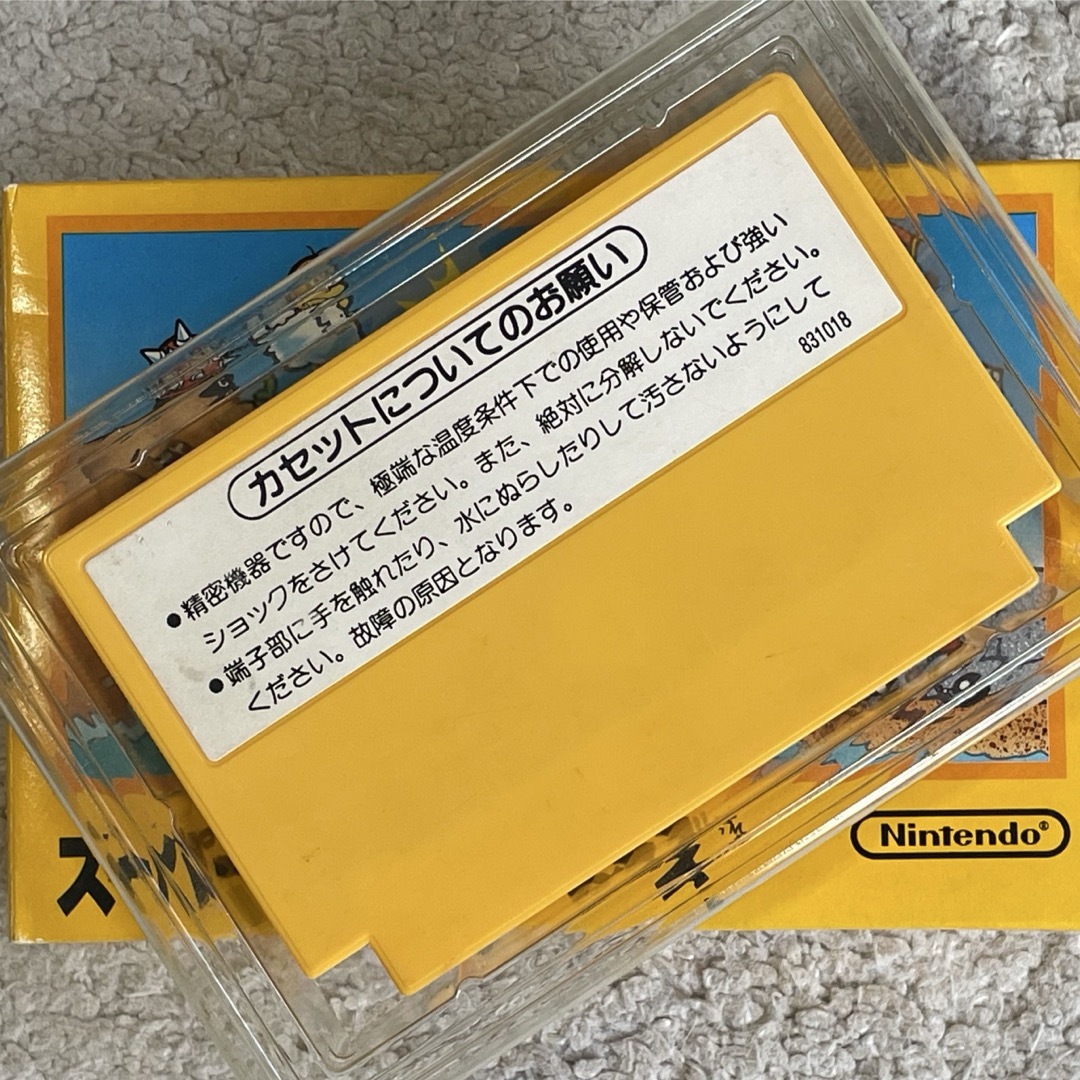 カセットについてのお願い
●精密機器ですので、極端な温度条件下での使用や保管および強い
ショックをさけてください。また、絶対に分解しないでください。
●端子部に手を触れたり、水にぬらしたりして汚さないようにして
ください。故障の原因となります。
831018
Nintendo®